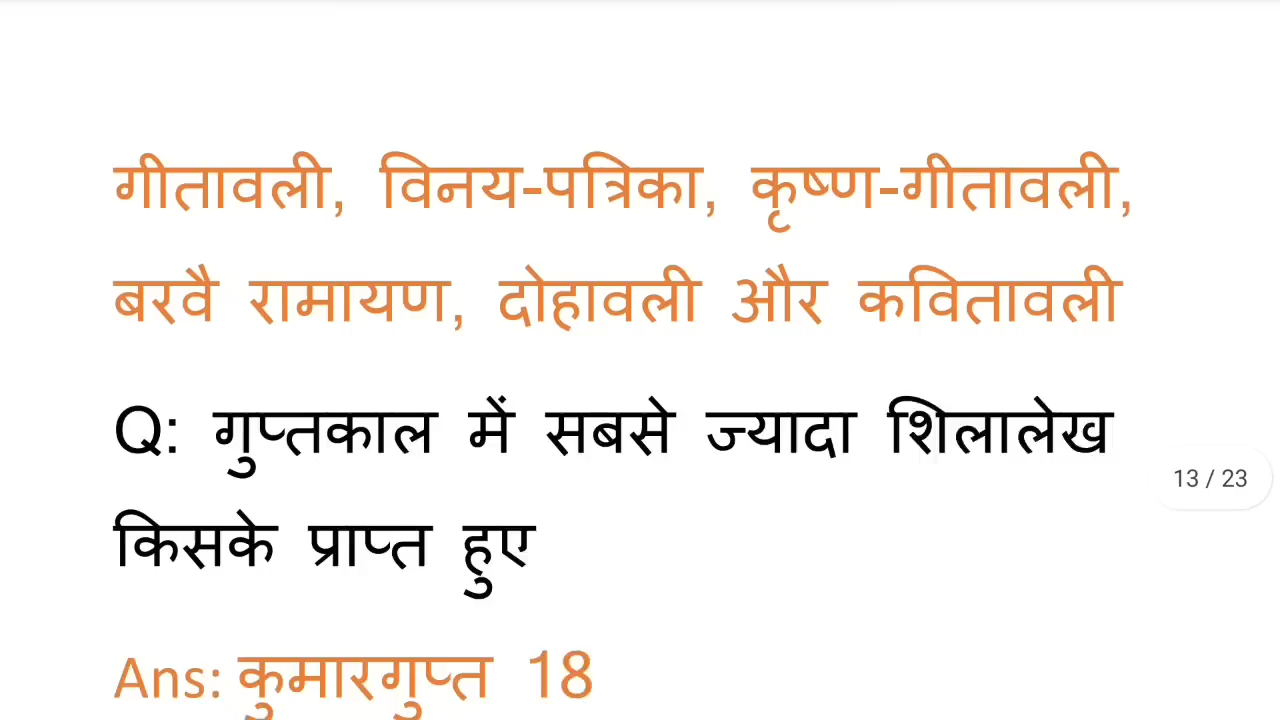 गीतावली, विनय-पत्रिका, कृष्ण-गीतावली,
बरवै रामायण, दोहावली और कवितावली
Q: गुप्तकाल में सबसे ज्यादा शिलालेख
13 / 23
किसके प्राप्त हुए
Ans: कुमारगुप्त 18